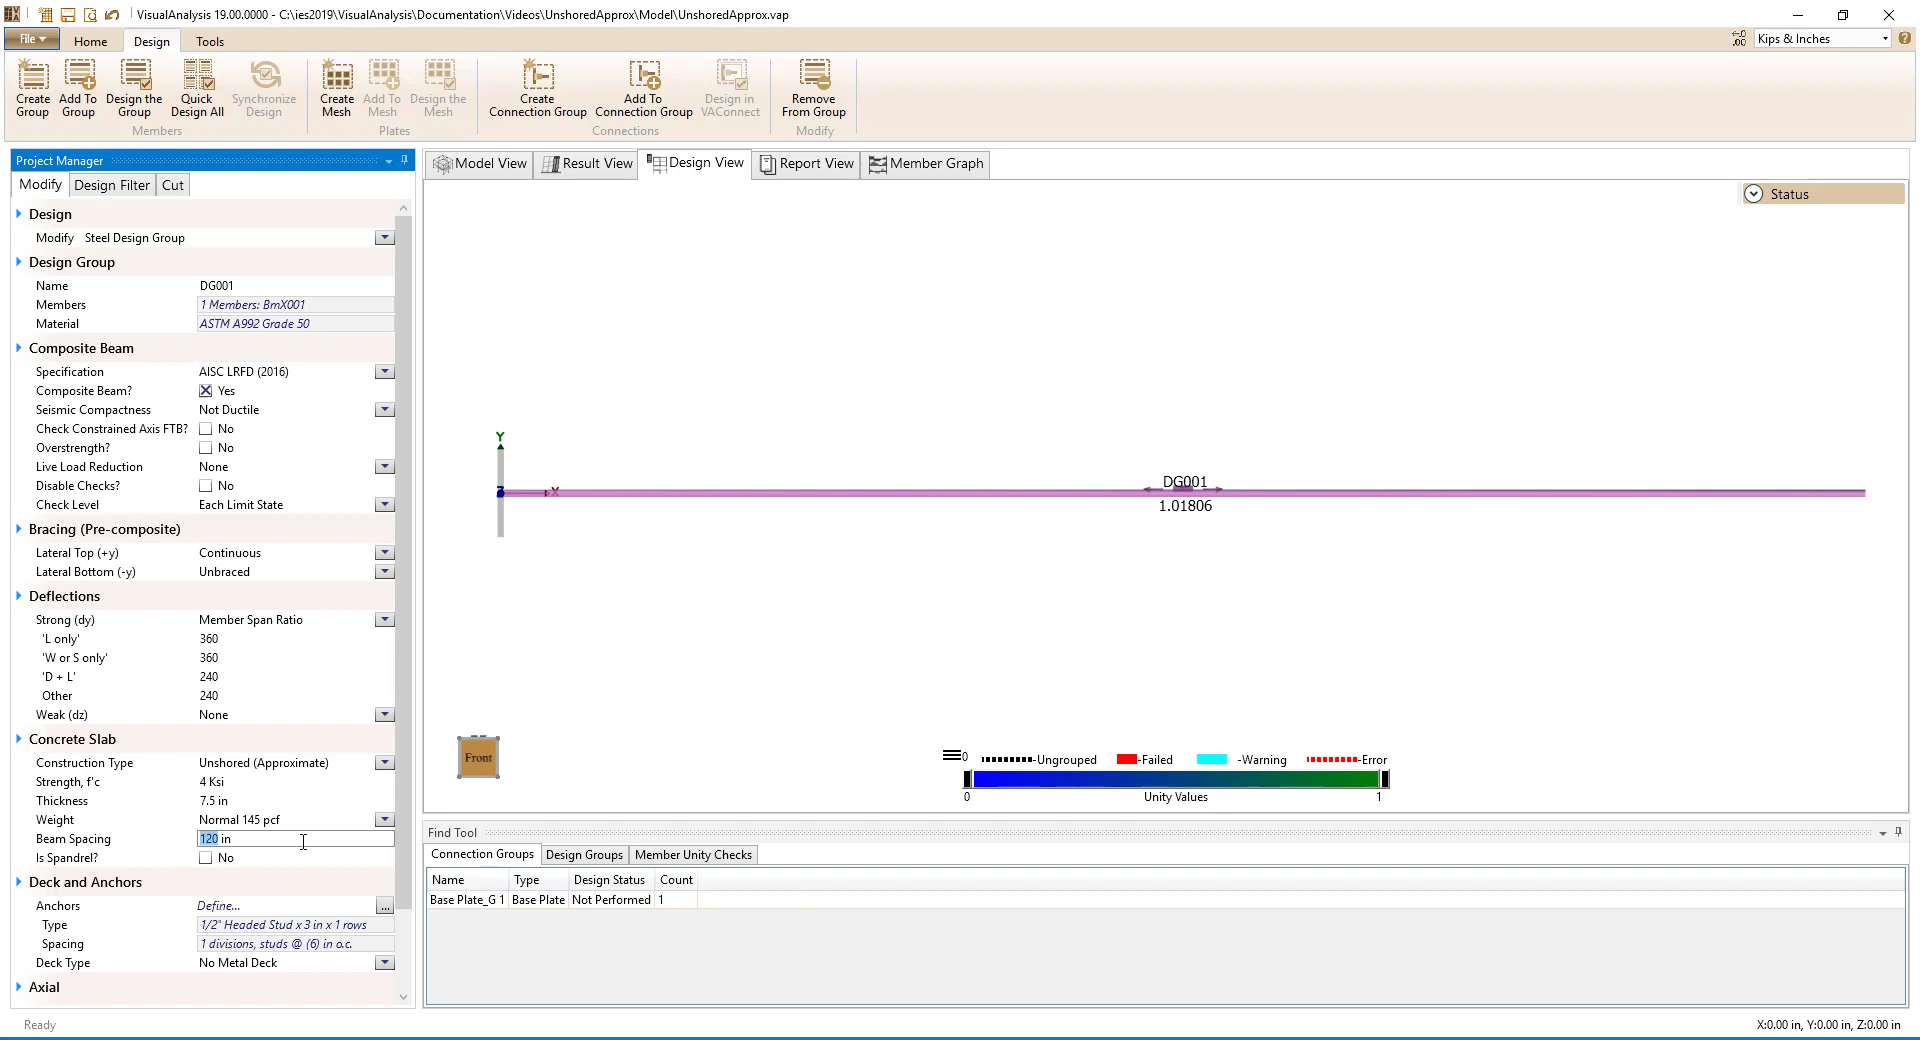 VisualAnalysis 19.00.0000 - C:\ies2019\VisualAnalysis\Documentation\Videos\UnshoredApprox\Model\UnshoredApprox.vap
File Home Design Tools
Kips & Inches
Create Group
Add To Group
Design the Group
Quick Design All
Synchronize Design
Members
Create Mesh
Add To Mesh
Design the Mesh
Plates
Create Connection Group
Add To Connection Group
Design in VAConnect
Connections
Remove From Group
Modify
Project Manager
Modify Design Filter Cut
Design
Modify Steel Design Group
Design Group
Name DG001
Members 1 Members: BmX001
Material ASTM A992 Grade 50
Composite Beam
Specification AISC LRFD (2016)
Composite Beam? Yes
Seismic Compactness Not Ductile
Check Constrained Axis FTB? No
Overstrength? No
Live Load Reduction None
Disable Checks? No
Check Level Each Limit State
Bracing (Pre-composite)
Lateral Top (+y) Continuous
Lateral Bottom (-y) Unbraced
Deflections
Strong (dy) Member Span Ratio
'L only' 360
'W or S only' 360
'D + L' 240
Other 240
Weak (dz) None
Concrete Slab
Construction Type Unshored (Approximate)
Strength, f'c 4 Ksi
Thickness 7.5 in
Weight Normal 145 pcf
Beam Spacing 120 in
Is Spandrel? No
Deck and Anchors
Anchors Define... ...
Type 1/2" Headed Stud x 3 in x 1 rows
Spacing 1 divisions, studs @ (6) in o.c.
Deck Type No Metal Deck
Axial
Model View Result View Design View Report View Member Graph
Status
Y
Z X
DG001
1.01806
Front
0 -Ungrouped -Failed -Warning -Error
0 Unity Values 1
Find Tool
Connection Groups Design Groups Member Unity Checks
Name Type Design Status Count
Base Plate_G 1 Base Plate Not Performed 1
Ready
X:0.00 in, Y:0.00 in, Z:0.00 in